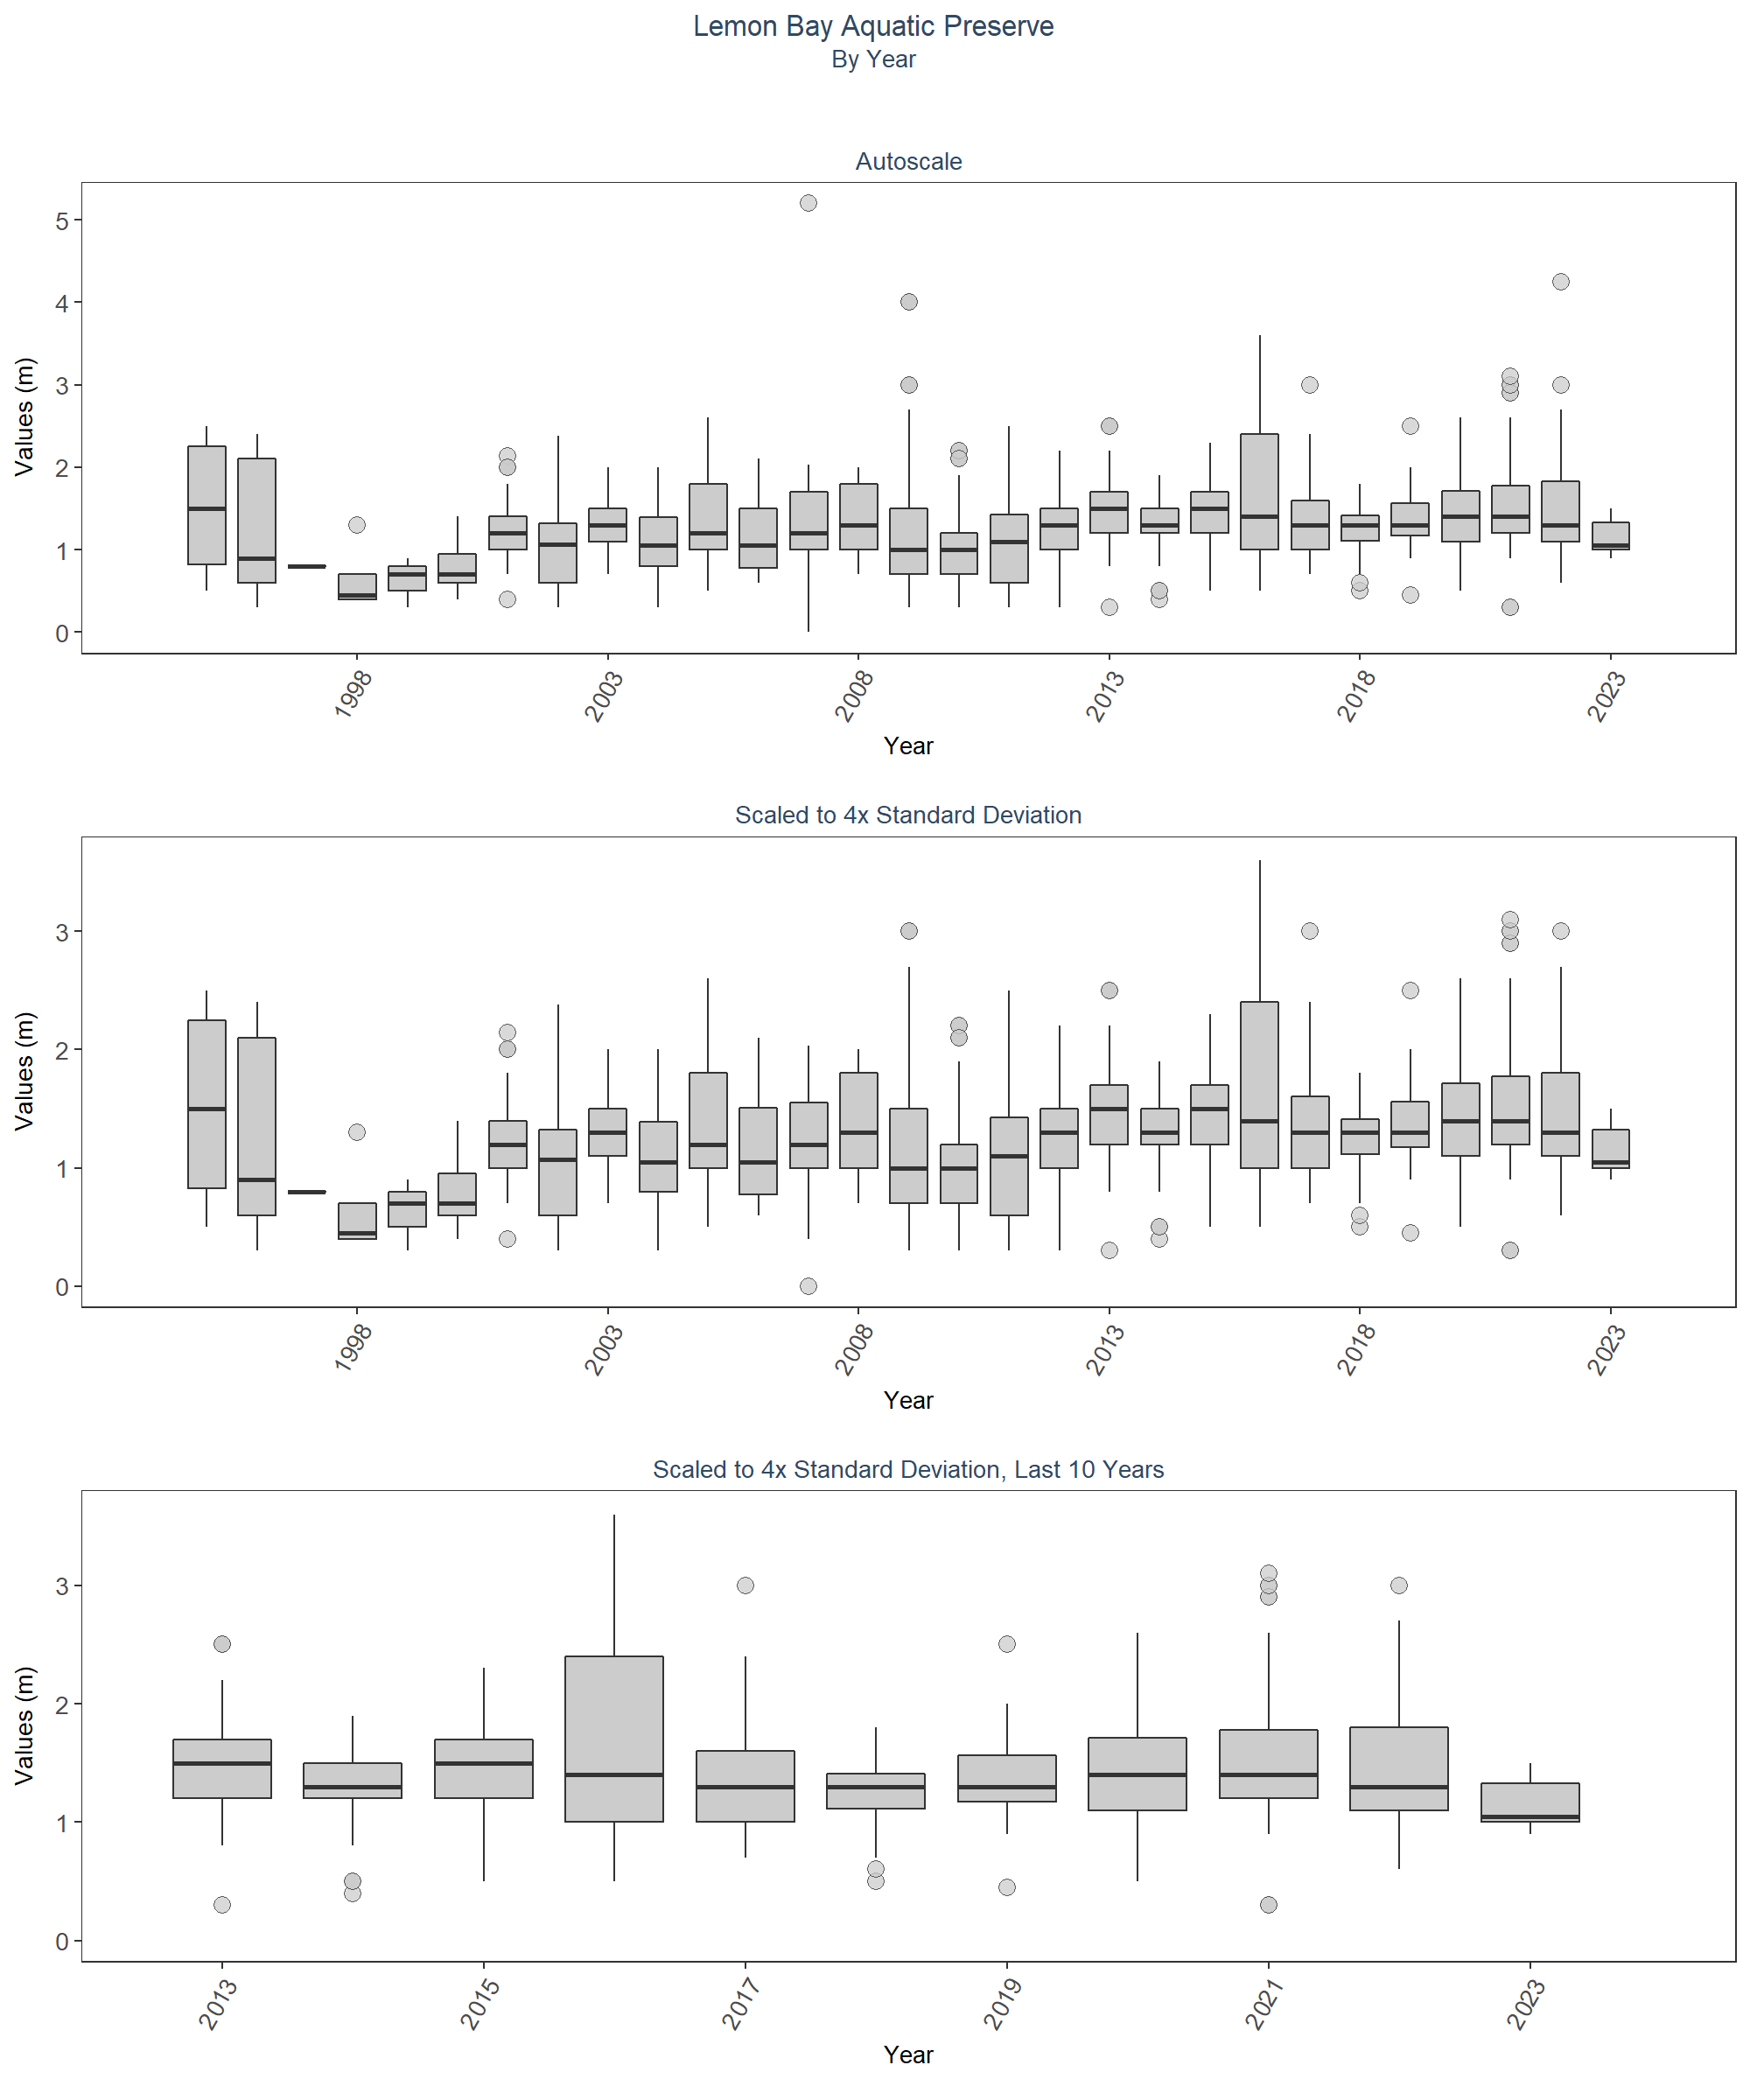 Lemon Bay Aquatic Preserve
By Year
Autoscale
Values (m)
5
4
3
2
1
0
1998 2003 2008 2013 2018 2023
Year
Scaled to 4x Standard Deviation
Values (m)
3
2
1
0
1998 2003 2008 2013 2018 2023
Year
Scaled to 4x Standard Deviation, Last 10 Years
Values (m)
3
2
1
0
2013 2015 2017 2019 2021 2023
Year